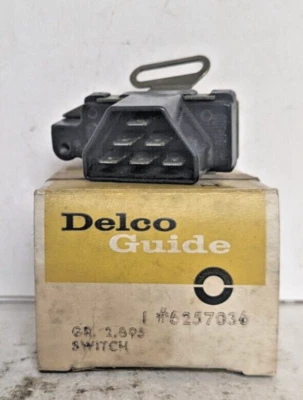 Delco
Guide
1 #6257036
GR. 2.895
SWITCH